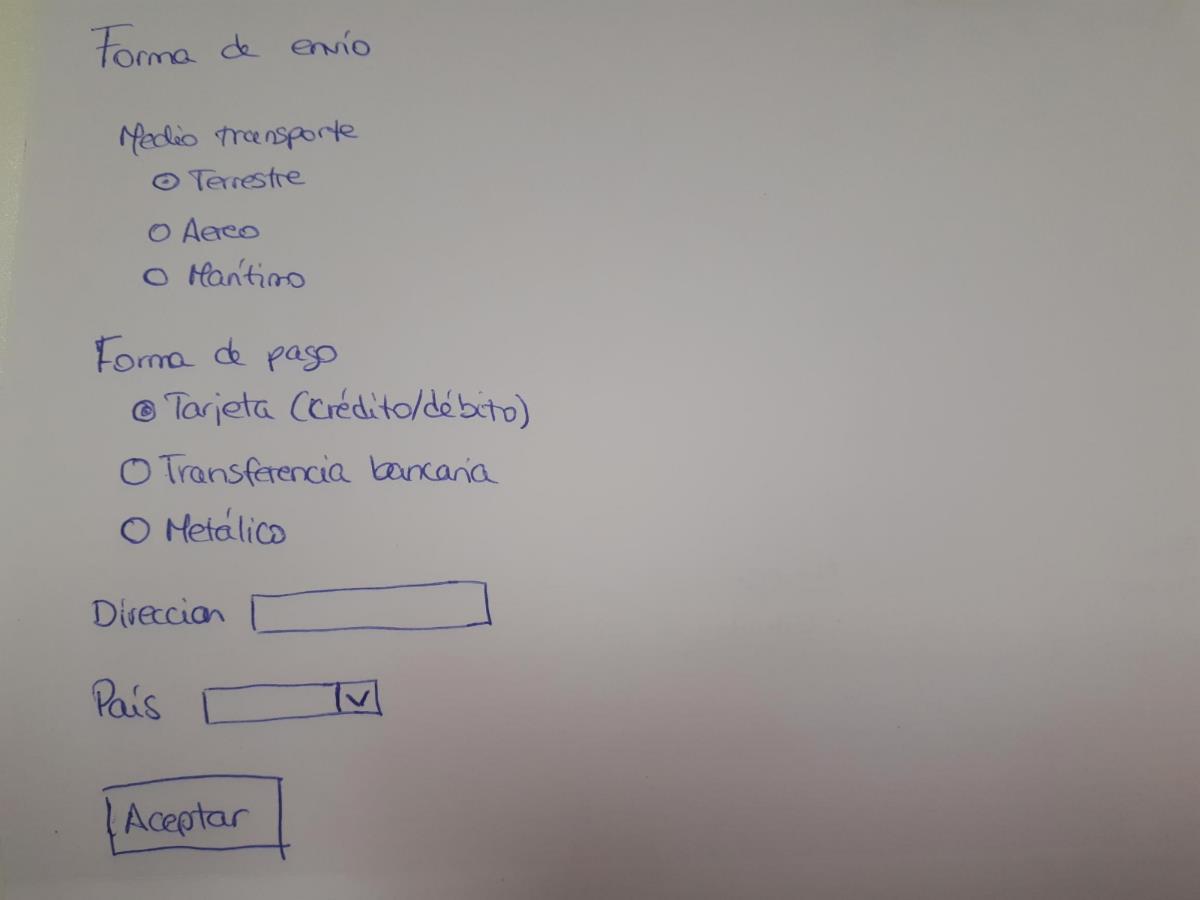 Forma de envío
Medio transporte
Terrestre
Aereo
Marítimo
Forma de pago
Tarjeta (crédito/débito)
Transferencia bancaria
Metálico
Direccion
País
Aceptar